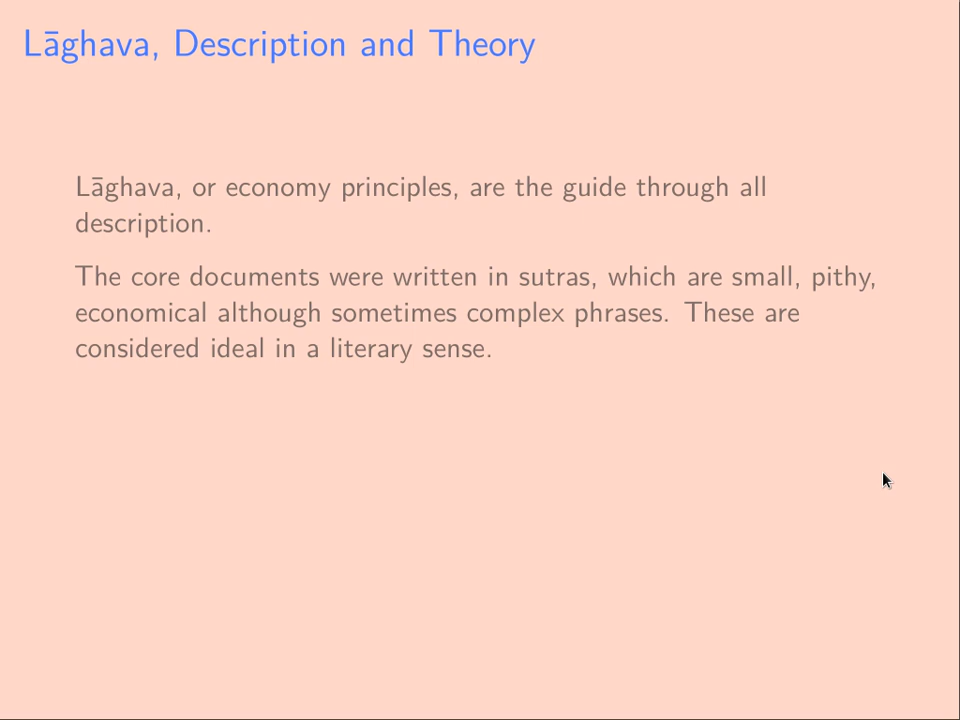 Lāghava, Description and Theory
Lāghava, or economy principles, are the guide through all
description.
The core documents were written in sutras, which are small, pithy,
economical although sometimes complex phrases. These are
considered ideal in a literary sense.